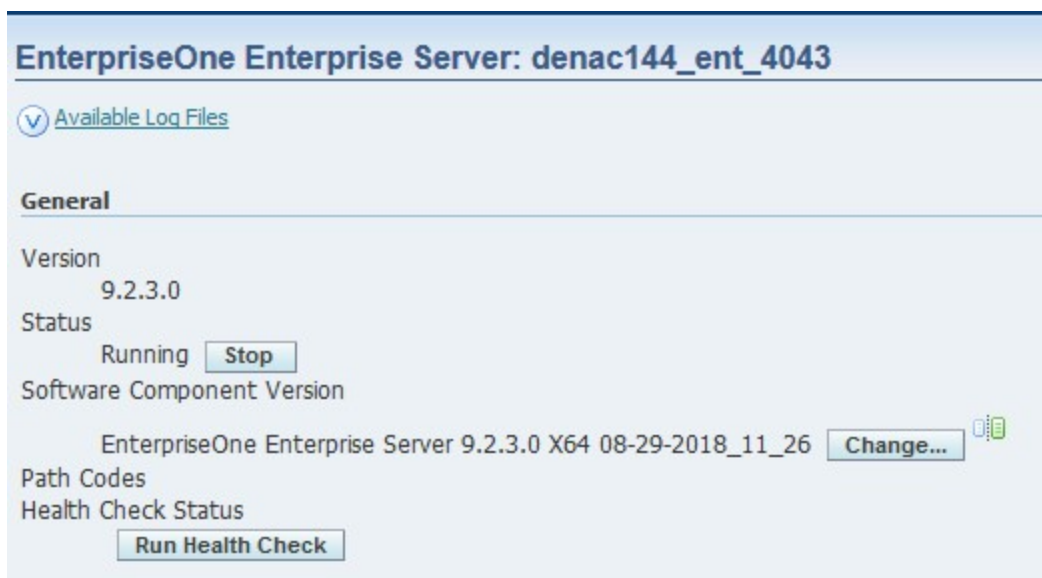 EnterpriseOne Enterprise Server: denac144_ent_4043
Available Log Files
General
Version
9.2.3.0
Status
Running Stop
Software Component Version
EnterpriseOne Enterprise Server 9.2.3.0 X64 08-29-2018_11_26 Change...
Path Codes
Health Check Status
Run Health Check